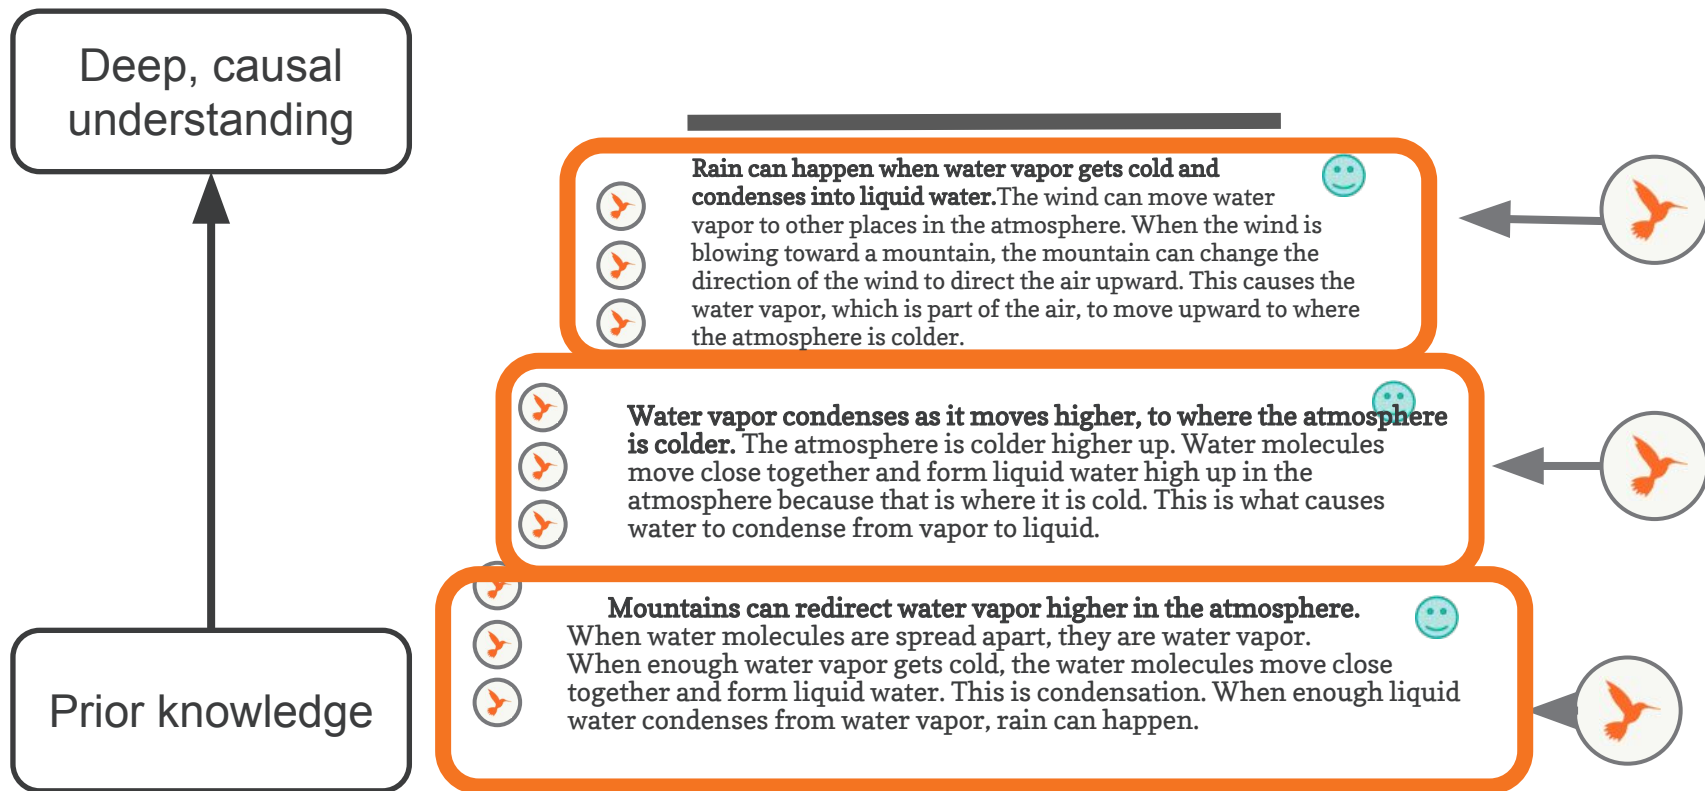 Deep, causal
understanding
Rain can happen when water vapor gets cold and
condenses into liquid water.The wind can move water
vapor to other places in the atmosphere. When the wind is
blowing toward a mountain, the mountain can change the
direction of the wind to direct the air upward. This causes the
water vapor, which is part of the air, to move upward to where
the atmosphere is colder.
Water vapor condenses as it moves higher, to where the atmosphere
is colder. The atmosphere is colder higher up. Water molecules
move close together and form liquid water high up in the
atmosphere because that is where it is cold. This is what causes
water to condense from vapor to liquid.
Mountains can redirect water vapor higher in the atmosphere.
When water molecules are spread apart, they are water vapor.
When enough water vapor gets cold, the water molecules move close
together and form liquid water. This is condensation. When enough liquid
water condenses from water vapor, rain can happen.
Prior knowledge